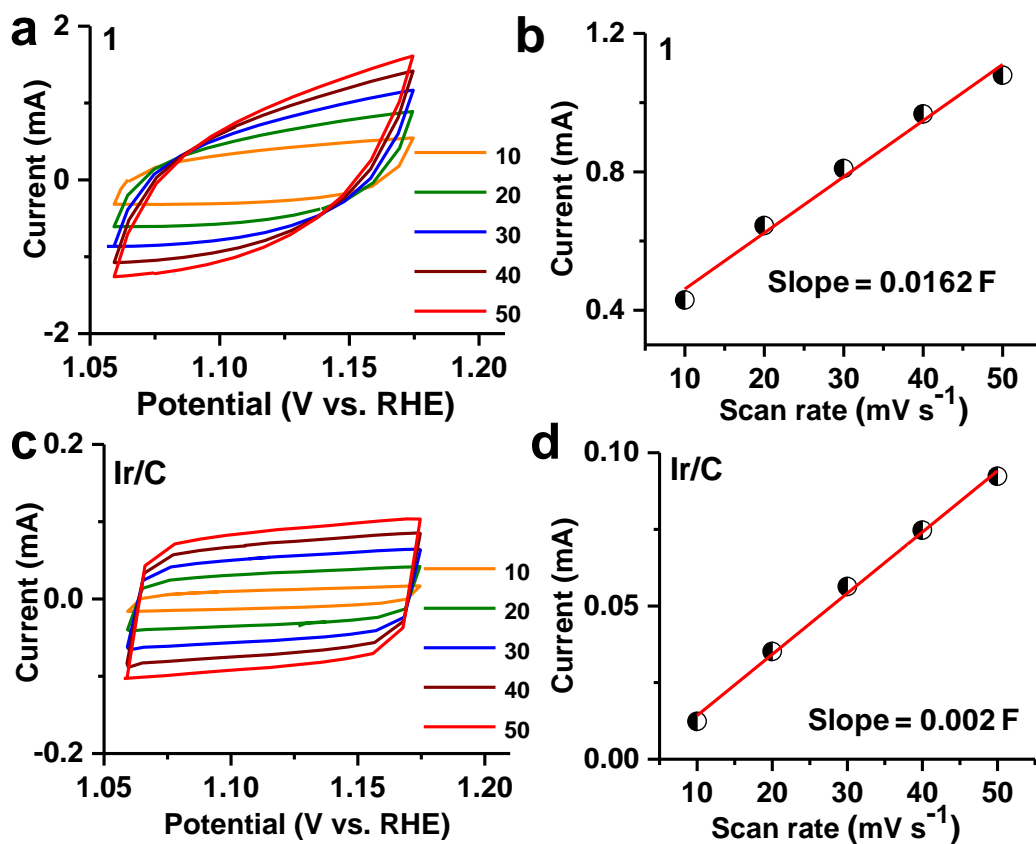 a
1
2
0
-2
Current (mA)
10
20
30
40
50
1.05
1.10
1.15
1.20
Potential (V vs. RHE)
b
1
1.2
0.8
0.4
Current (mA)
Slope = 0.0162 F
10
20
30
40
50
Scan rate (mV s⁻¹)
c
Ir/C
0.2
0.0
-0.2
Current (mA)
10
20
30
40
50
1.05
1.10
1.15
1.20
Potential (V vs. RHE)
d
Ir/C
0.10
0.05
0.00
Current (mA)
Slope = 0.002 F
10
20
30
40
50
Scan rate (mV s⁻¹)